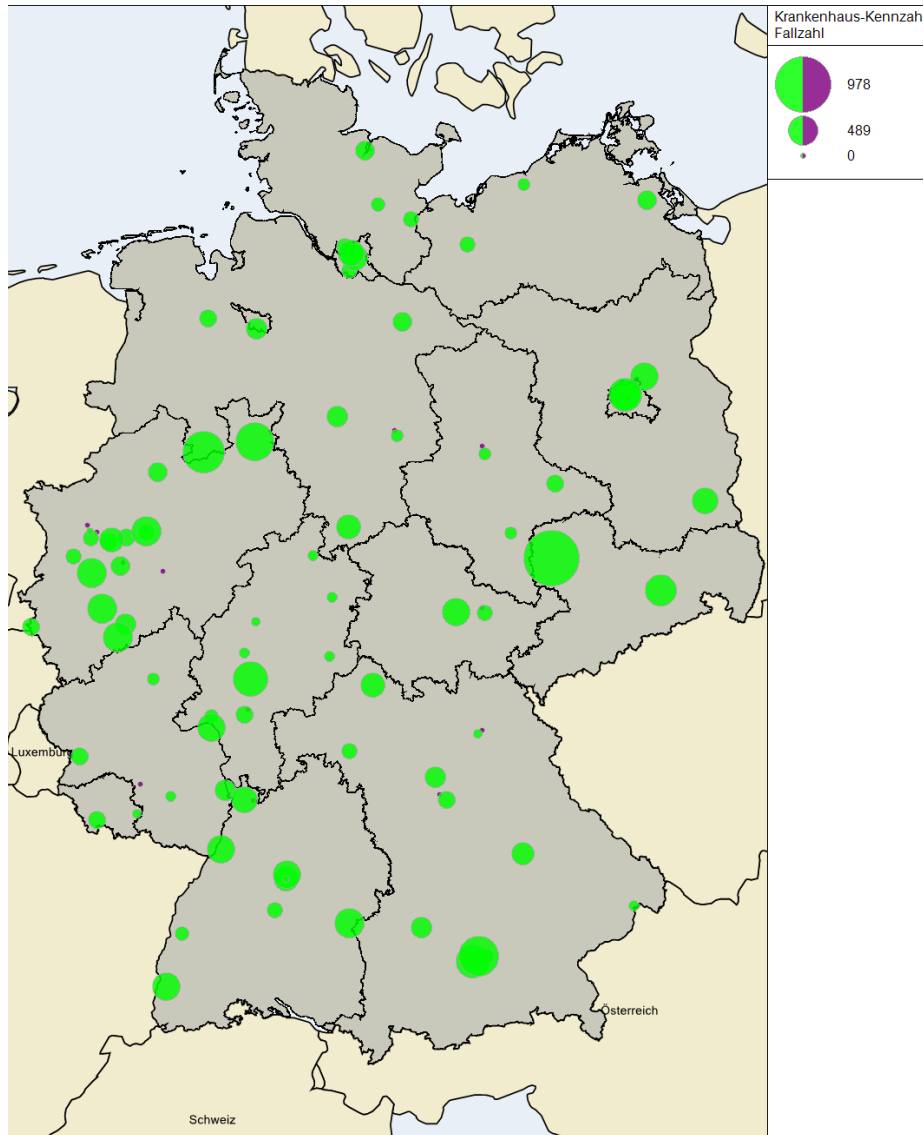 Krankenhaus-Kennzah
Fallzahl
978
489
0
Luxemburg
Österreich
Schweiz